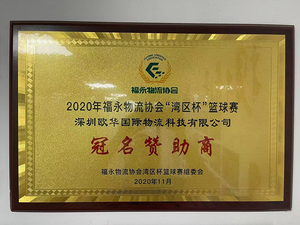 福永物流协会
2020年福永物流协会“湾区杯”篮球赛
深圳欧华国际物流科技有限公司
冠名赞助商
福永物流协会湾区杯篮球赛组委会
2020年11月